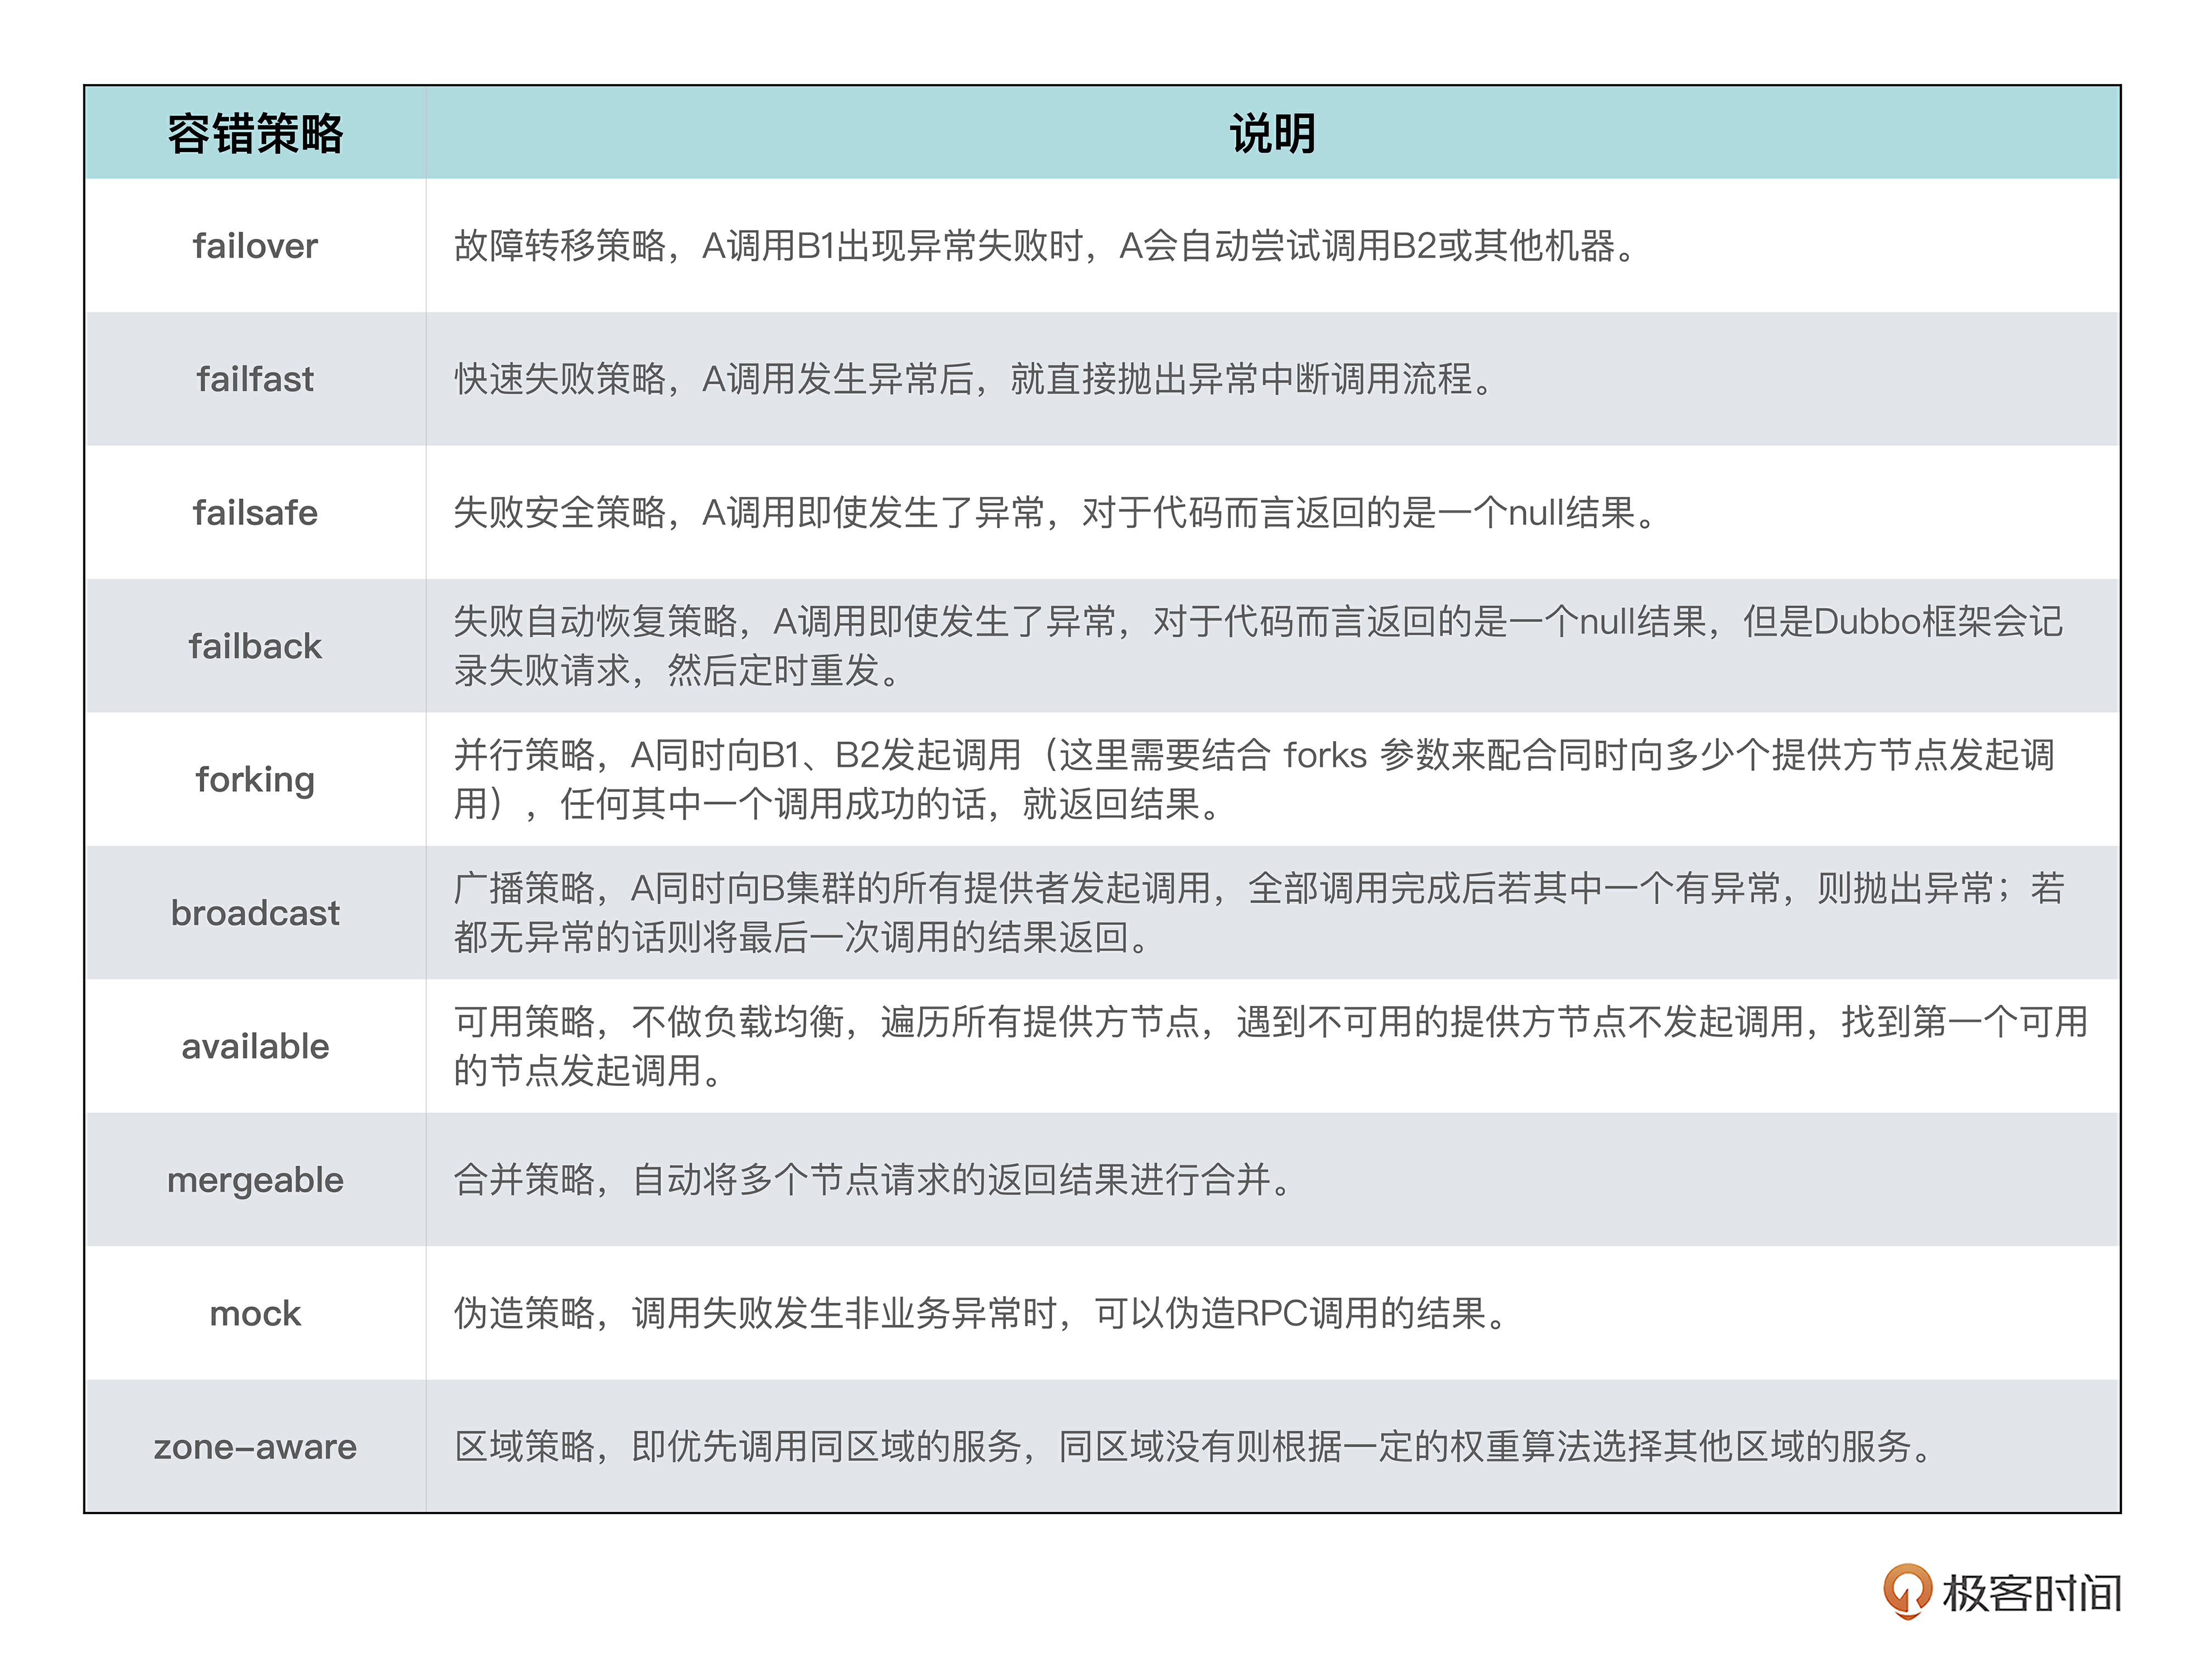 容错策略 说明
failover 故障转移策略，A调用B1出现异常失败时，A会自动尝试调用B2或其他机器。
failfast 快速失败策略，A调用发生异常后，就直接抛出异常中断调用流程。
failsafe 失败安全策略，A调用即使发生了异常，对于代码而言返回的是一个null结果。
failback 失败自动恢复策略，A调用即使发生了异常，对于代码而言返回的是一个null结果，但是Dubbo框架会记
录失败请求，然后定时重发。
forking 并行策略，A同时向B1、B2发起调用（这里需要结合 forks 参数来配合同时向多少个提供方节点发起调
用），任何其中一个调用成功的话，就返回结果。
broadcast 广播策略，A同时向B集群的所有提供者发起调用，全部调用完成后若其中一个有异常，则抛出异常；若
都无异常的话则将最后一次调用的结果返回。
available 可用策略，不做负载均衡，遍历所有提供方节点，遇到不可用的提供方节点不发起调用，找到第一个可用
的节点发起调用。
mergeable 合并策略，自动将多个节点请求的返回结果进行合并。
mock 伪造策略，调用失败发生非业务异常时，可以伪造RPC调用的结果。
zone-aware 区域策略，即优先调用同区域的服务，同区域没有则根据一定的权重算法选择其他区域的服务。
极客时间